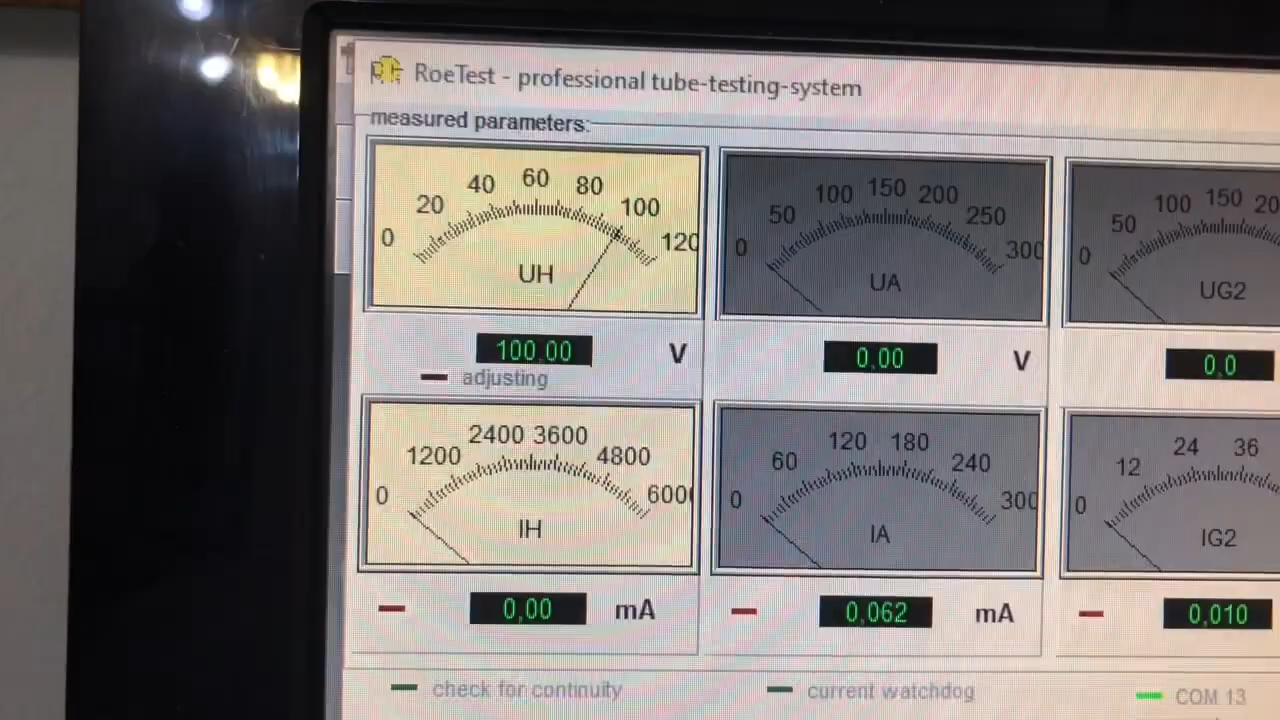 RoeTest - professional tube-testing-system
measured parameters:
0 20 40 60 80 100 120
UH
0 50 100 150 200 250 300
UA
0 50 100 150 20
UG2
100,00 V
0,00 V
0,0
adjusting
0 1200 2400 3600 4800 6000
IH
0 60 120 180 240 300
IA
0 12 24 36
IG2
0,00 mA
0,062 mA
0,010
check for continuity
current watchdog
COM 13